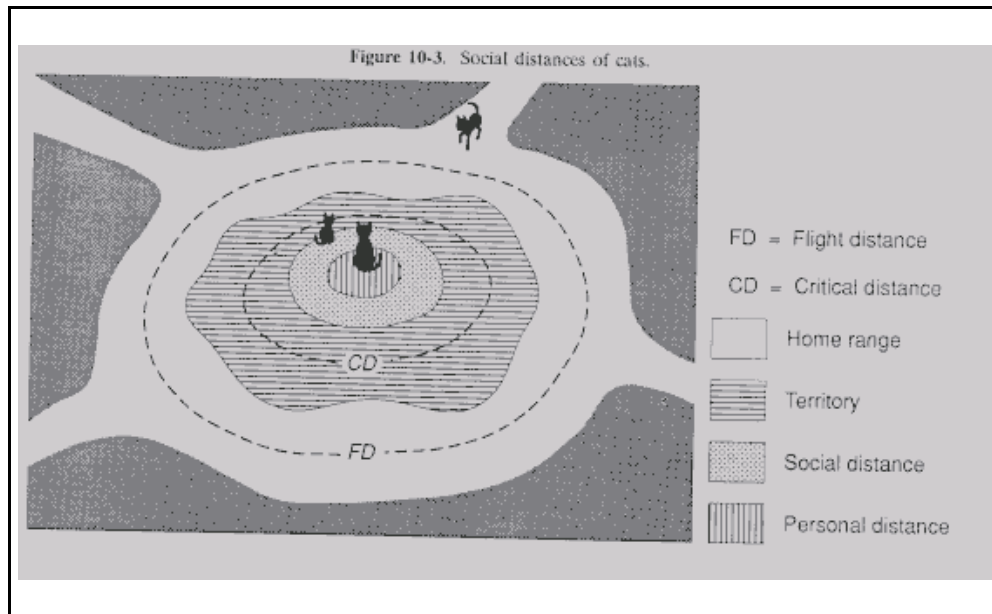 Figure 10-3. Social distances of cats.
CD
FD
FD = Flight distance
CD = Critical distance
Home range
Territory
Social distance
Personal distance